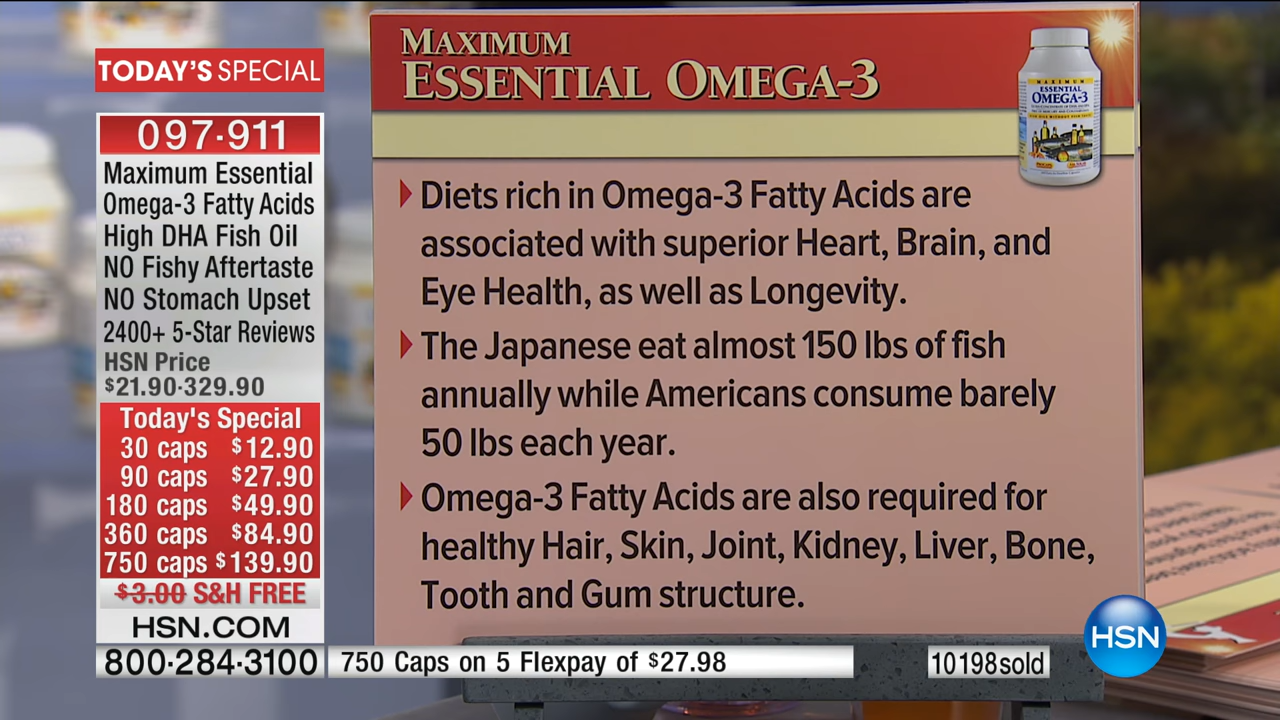 TODAY'S SPECIAL
097-911
Maximum Essential
Omega-3 Fatty Acids
High DHA Fish Oil
NO Fishy Aftertaste
NO Stomach Upset
2400+ 5-Star Reviews
HSN Price
$21.90-329.90
Today's Special
30 caps $12.90
90 caps $27.90
180 caps $49.90
360 caps $84.90
750 caps $139.90
$3.00 S&H FREE
HSN.COM
800-284-3100
MAXIMUM
ESSENTIAL OMEGA-3
MAXIMUM
ESSENTIAL
OMEGA-3
Diets rich in Omega-3 Fatty Acids are
associated with superior Heart, Brain, and
Eye Health, as well as Longevity.
The Japanese eat almost 150 lbs of fish
annually while Americans consume barely
50 lbs each year.
Omega-3 Fatty Acids are also required for
healthy Hair, Skin, Joint, Kidney, Liver, Bone,
Tooth and Gum structure.
HSN
750 Caps on 5 Flexpay of $27.98
10198 sold